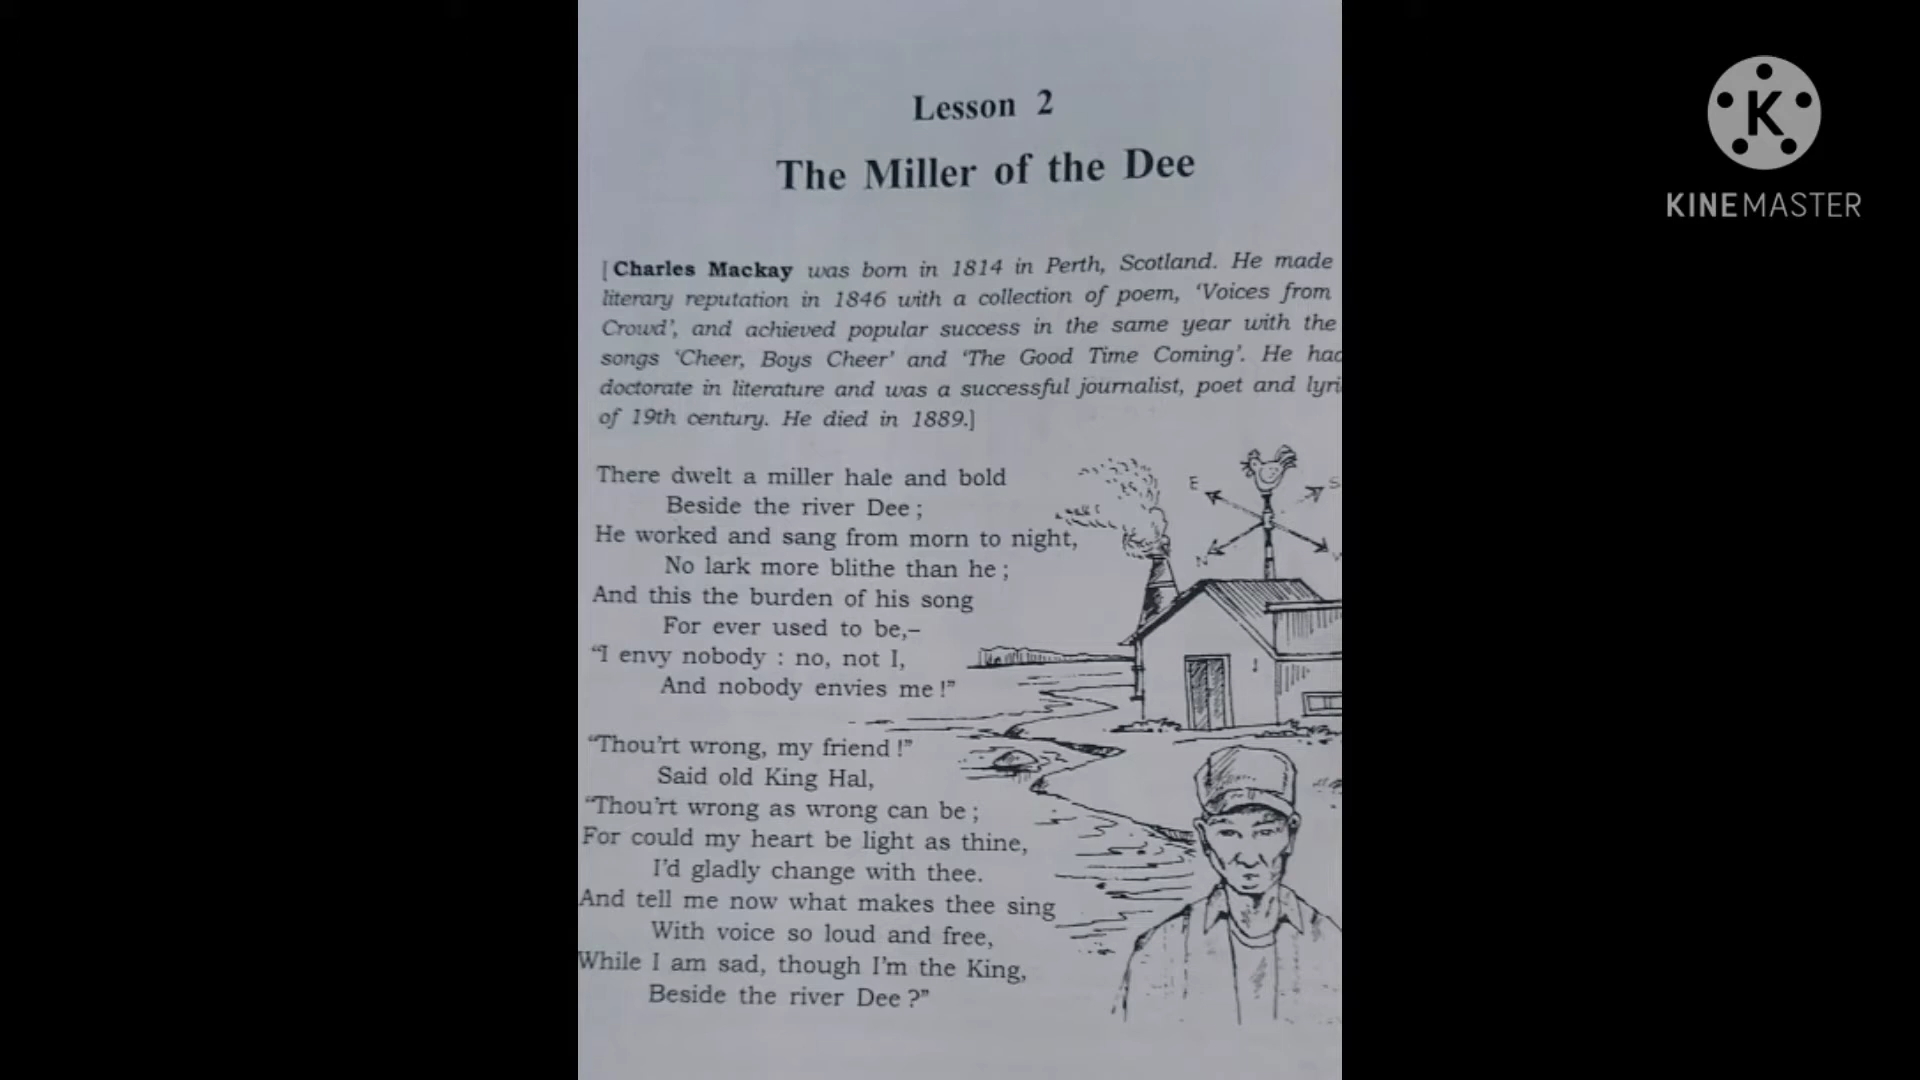 Lesson 2
The Miller of the Dee
[Charles Mackay was born in 1814 in Perth, Scotland. He made
literary reputation in 1846 with a collection of poem, ‘Voices from
Crowd’, and achieved popular success in the same year with the
songs ‘Cheer, Boys Cheer’ and ‘The Good Time Coming’. He had
doctorate in literature and was a successful journalist, poet and lyri
of 19th century. He died in 1889.]
There dwelt a miller hale and bold
Beside the river Dee ;
He worked and sang from morn to night,
No lark more blithe than he ;
And this the burden of his song
For ever used to be,–
“I envy nobody : no, not I,
And nobody envies me !”
“Thou’rt wrong, my friend !”
Said old King Hal,
“Thou’rt wrong as wrong can be ;
For could my heart be light as thine,
I’d gladly change with thee.
And tell me now what makes thee sing
With voice so loud and free,
While I am sad, though I’m the King,
Beside the river Dee ?”
E
S
N
K
KINEMASTER